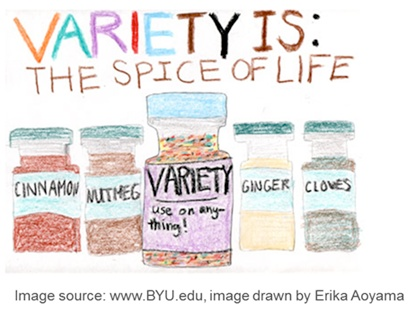 VARIETY IS:
THE SPICE OF LIFE
CINNAMON
NUTMEG
VARIETY
use on any-
thing!
GINGER
CLOVES
Image source: www.BYU.edu, image drawn by Erika Aoyama